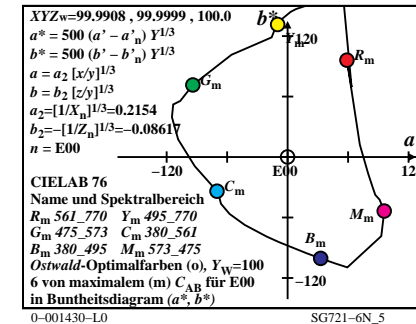 XYZw=99.9908 , 99.9999 , 100.0
a* = 500 (a' – a'n) Y1/3
b* = 500 (b' – b'n) Y1/3
a = a2 [x/y]1/3
b = b2 [z/y]1/3
a2=[1/Xn]1/3=0.2154
b2=–[1/Zn]1/3=–0.08617
n = E00
b*
120
Ym
Rm
Gm
a
–120
E00
12
CIELAB 76
Name und Spektralbereich
Rm 561_770 Ym 495_770
Gm 475_573 Cm 380_561
Bm 380_495 Mm 573_475
Ostwald-Optimalfarben (o), YW=100
6 von maximalem (m) CAB für E00
in Buntheitsdiagram (a*, b*)
Cm
Mm
Bm
–120
0–001430–L0
SG721–6N_5